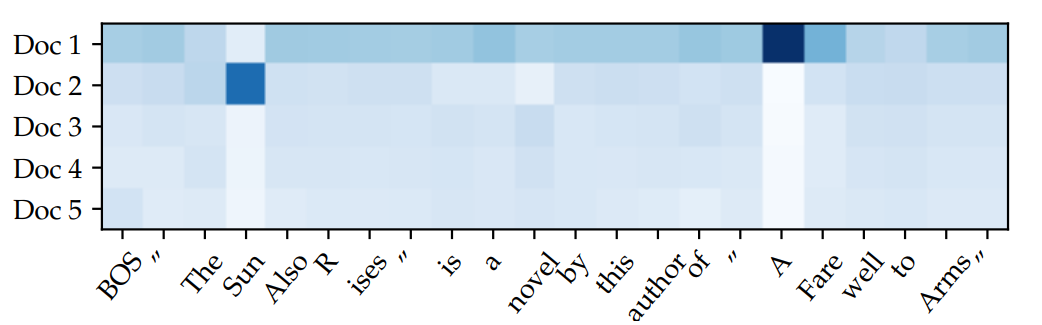 Doc 1
Doc 2
Doc 3
Doc 4
Doc 5
BOS ” The Sun Also R ises ” is a novel by this author of ” A Fare well to Arms ”